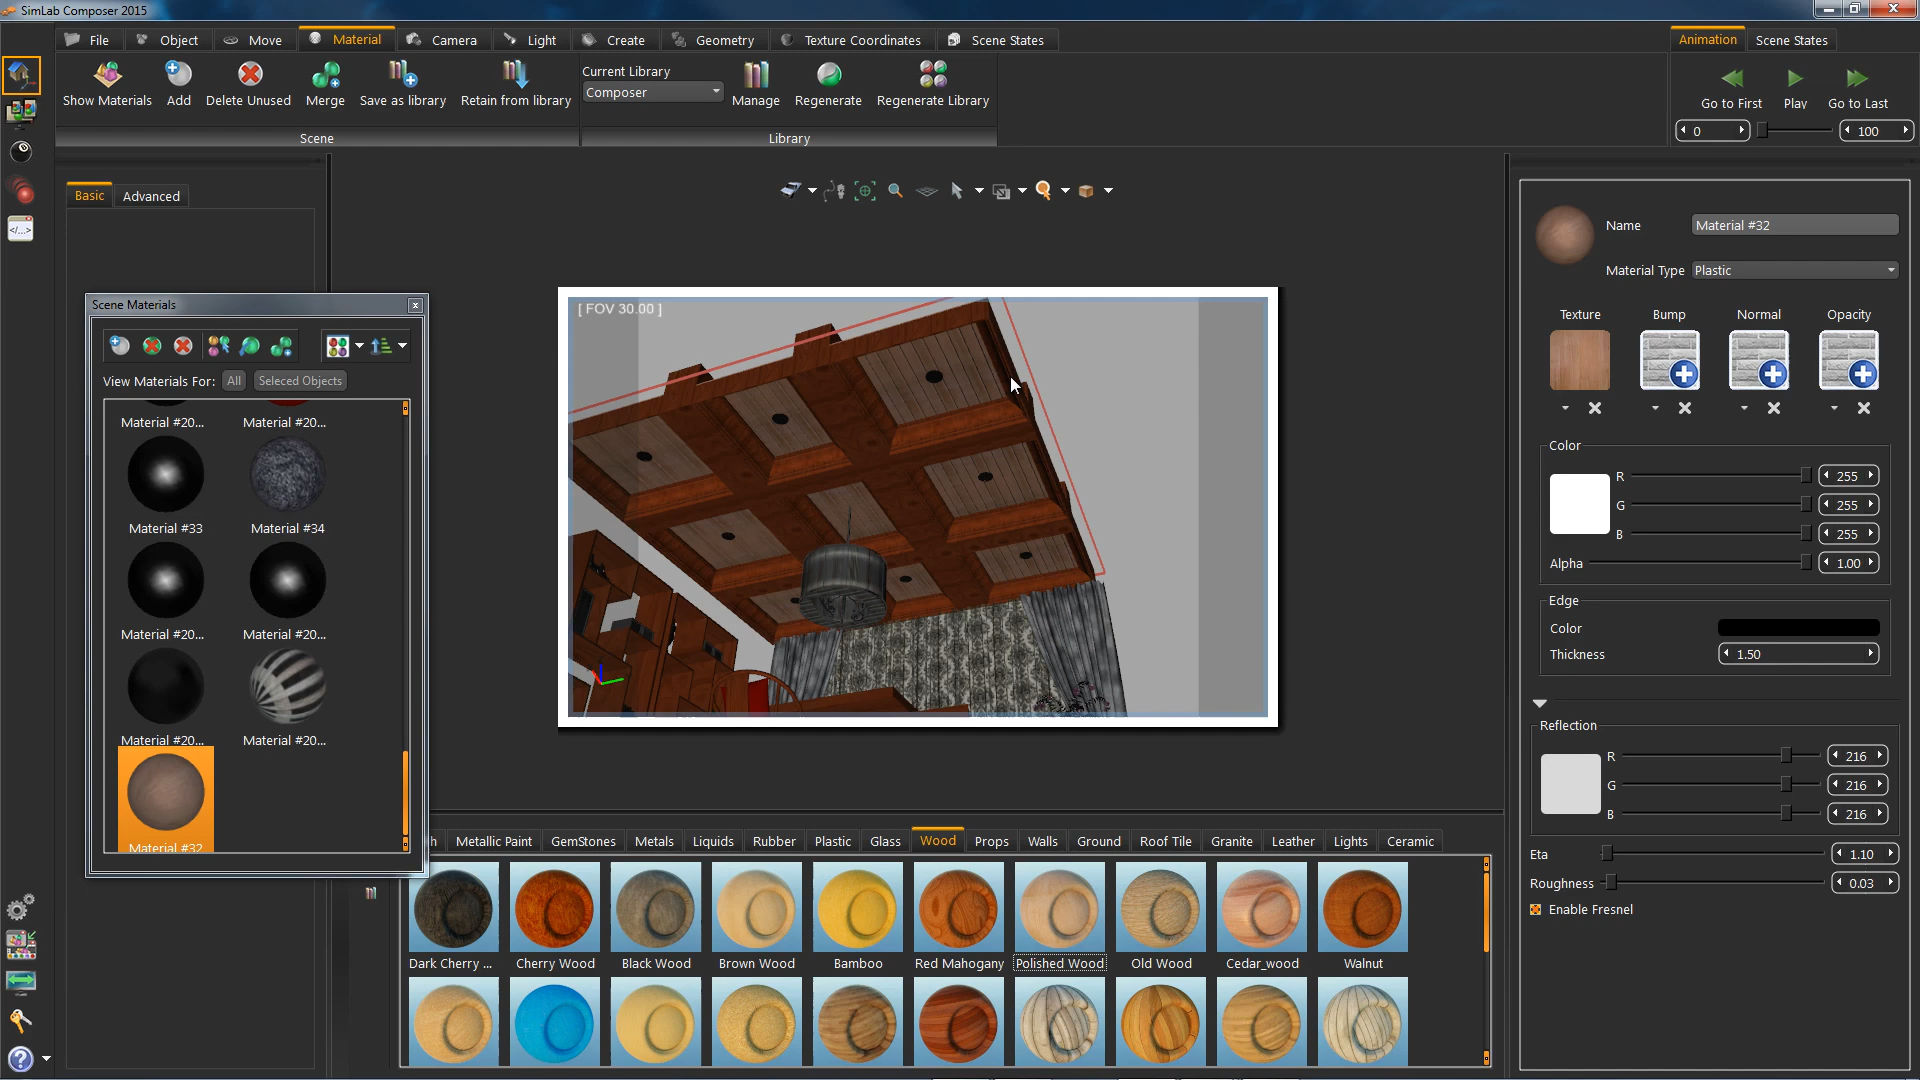 SimLab Composer 2015
File Object Move Material Camera Light Create Geometry Texture Coordinates Scene States
Animation Scene States
Show Materials Add Delete Unused Merge Save as library Retain from library
Current Library
Composer
Manage Regenerate Regenerate Library
Go to First Play Go to Last
0 100
Scene Library
Basic Advanced
Scene Materials
View Materials For: All Seleced Objects
Material #20... Material #20...
Material #33 Material #34
Material #20... Material #20...
Material #20... Material #20...
Material #32
[ FOV 30.00 ]
h Metallic Paint GemStones Metals Liquids Rubber Plastic Glass Wood Props Walls Ground Roof Tile Granite Leather Lights Ceramic
Dark Cherry ... Cherry Wood Black Wood Brown Wood Bamboo Red Mahogany Polished Wood Old Wood Cedar_wood Walnut
Name Material #32
Material Type Plastic
Texture Bump Normal Opacity
Color
R 255
G 255
B 255
Alpha 1.00
Edge
Color
Thickness 1.50
Reflection
R 216
G 216
B 216
Eta 1.10
Roughness 0.03
Enable Fresnel